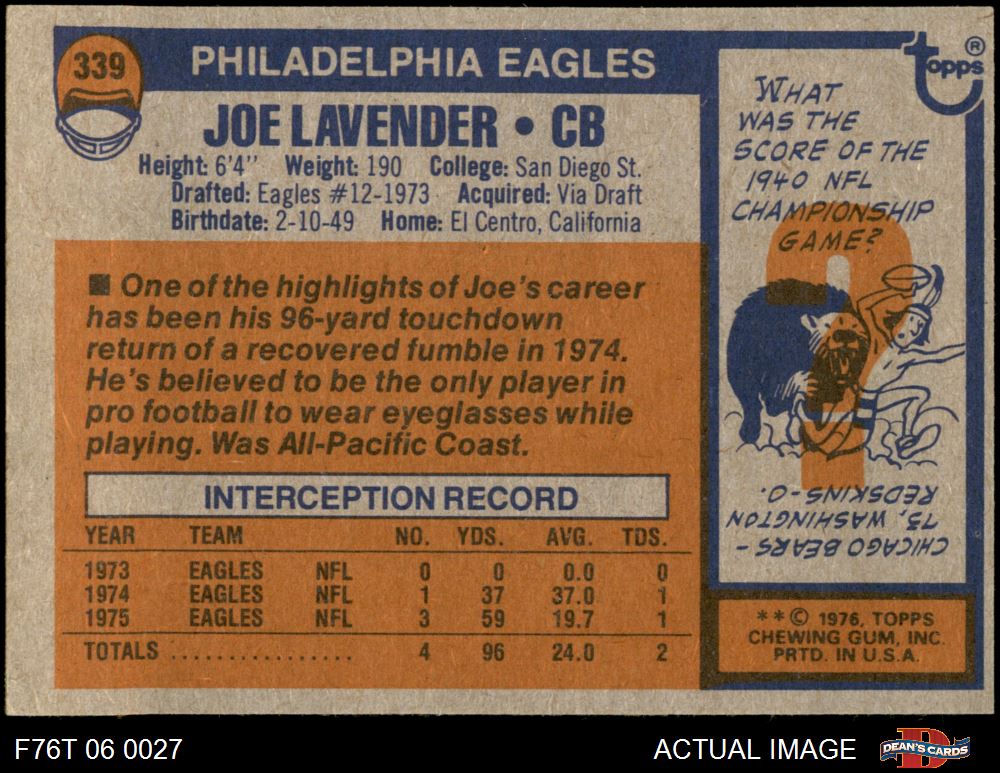 339
PHILADELPHIA EAGLES
JOE LAVENDER • CB
Height: 6'4" Weight: 190 College: San Diego St.
Drafted: Eagles #12-1973 Acquired: Via Draft
Birthdate: 2-10-49 Home: El Centro, California
■ One of the highlights of Joe's career
has been his 96-yard touchdown
return of a recovered fumble in 1974.
He's believed to be the only player in
pro football to wear eyeglasses while
playing. Was All-Pacific Coast.
INTERCEPTION RECORD
YEAR TEAM NO. YDS. AVG. TDS.
1973 EAGLES NFL 0 0 0.0 0
1974 EAGLES NFL 1 37 37.0 1
1975 EAGLES NFL 3 59 19.7 1
TOTALS ................ 4 96 24.0 2
topps ®
WHAT
WAS THE
SCORE OF THE
1940 NFL
CHAMPIONSHIP
GAME?
?
CHICAGO BEARS -
73, WASHINGTON
REDSKINS - 0.
**© 1976, TOPPS
CHEWING GUM, INC.
PRTD. IN U.S.A.
F76T 06 0027
ACTUAL IMAGE
D
DEAN'S CARDS